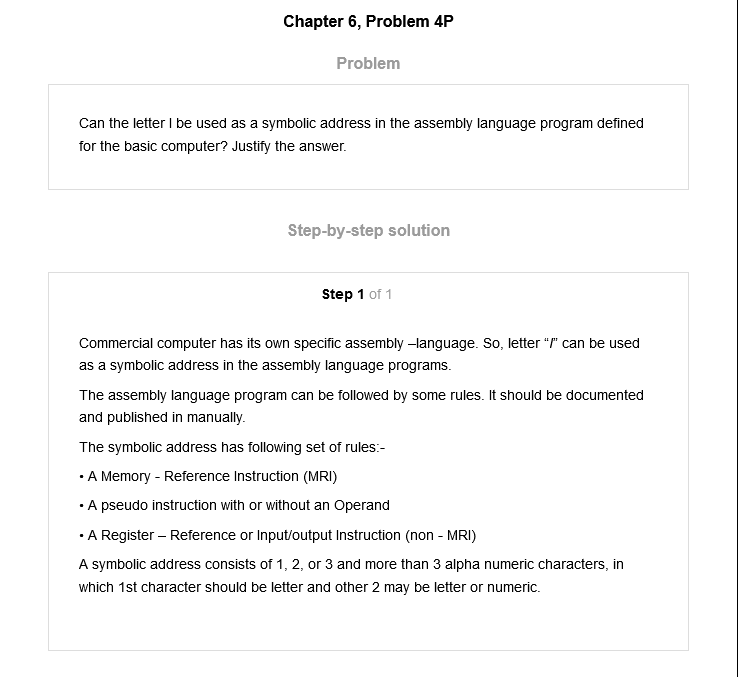 Chapter 6, Problem 4P
Problem
Can the letter I be used as a symbolic address in the assembly language program defined
for the basic computer? Justify the answer.
Step-by-step solution
Step 1 of 1
Commercial computer has its own specific assembly –language. So, letter “I” can be used
as a symbolic address in the assembly language programs.
The assembly language program can be followed by some rules. It should be documented
and published in manually.
The symbolic address has following set of rules:-
• A Memory - Reference Instruction (MRI)
• A pseudo instruction with or without an Operand
• A Register – Reference or Input/output Instruction (non - MRI)
A symbolic address consists of 1, 2, or 3 and more than 3 alpha numeric characters, in
which 1st character should be letter and other 2 may be letter or numeric.